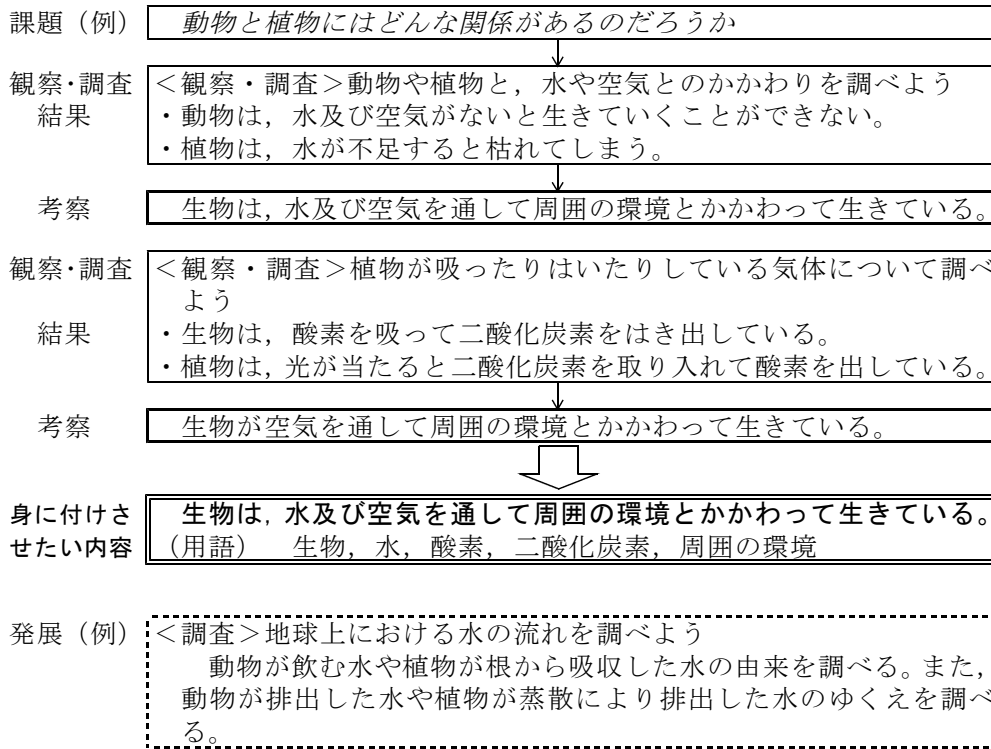 課題（例） 動物と植物にはどんな関係があるのだろうか
観察・調査 ＜観察・調査＞動物や植物と，水や空気とのかかわりを調べよう
結果 ・動物は，水及び空気がないと生きていくことができない。
・植物は，水が不足すると枯れてしまう。
考察 生物は，水及び空気を通して周囲の環境とかかわって生きている。
観察・調査 ＜観察・調査＞植物が吸ったりはいたりしている気体について調べ
よう
結果 ・生物は，酸素を吸って二酸化炭素をはき出している。
・植物は，光が当たると二酸化炭素を取り入れて酸素を出している。
考察 生物が空気を通して周囲の環境とかかわって生きている。
身に付けさ 生物は，水及び空気を通して周囲の環境とかかわって生きている。
せたい内容 （用語） 生物，水，酸素，二酸化炭素，周囲の環境
発展（例） ＜調査＞地球上における水の流れを調べよう
動物が飲む水や植物が根から吸収した水の由来を調べる。また，
動物が排出した水や植物が蒸散により排出した水のゆくえを調べ
る。